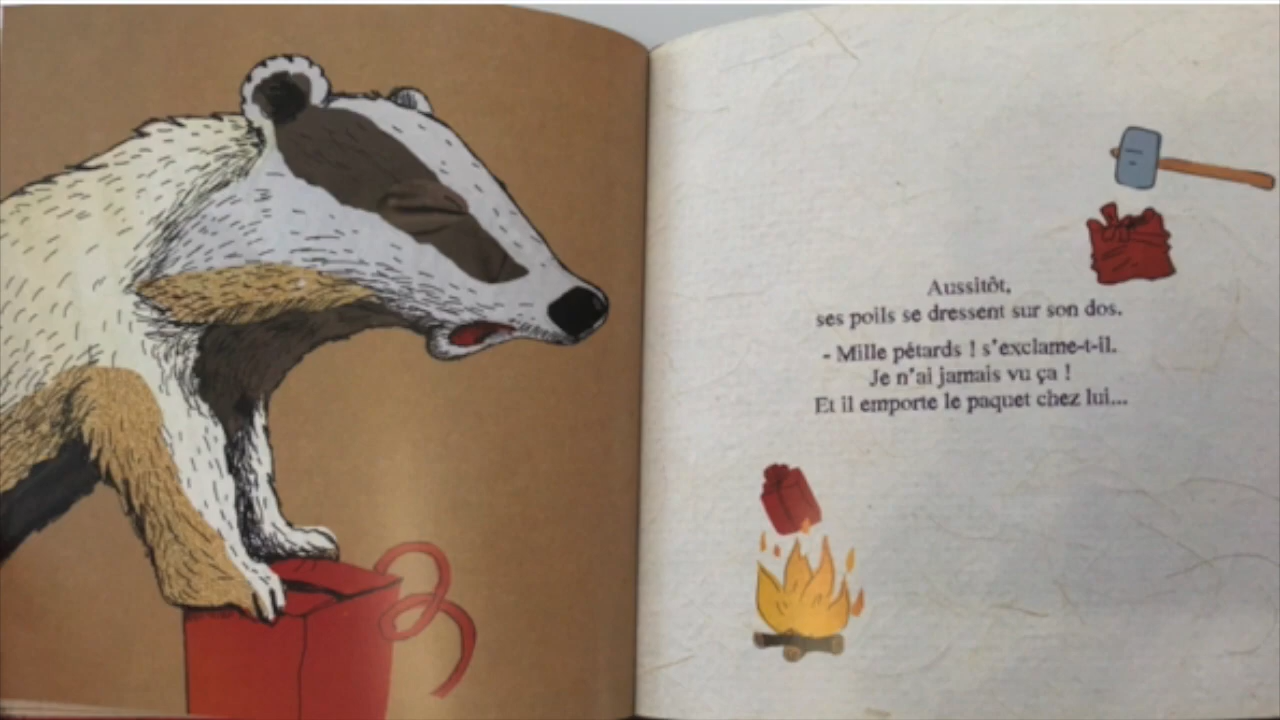 Aussitôt,
ses poils se dressent sur son dos.
- Mille pétards ! s'exclame-t-il.
Je n'ai jamais vu ça !
Et il emporte le paquet chez lui...